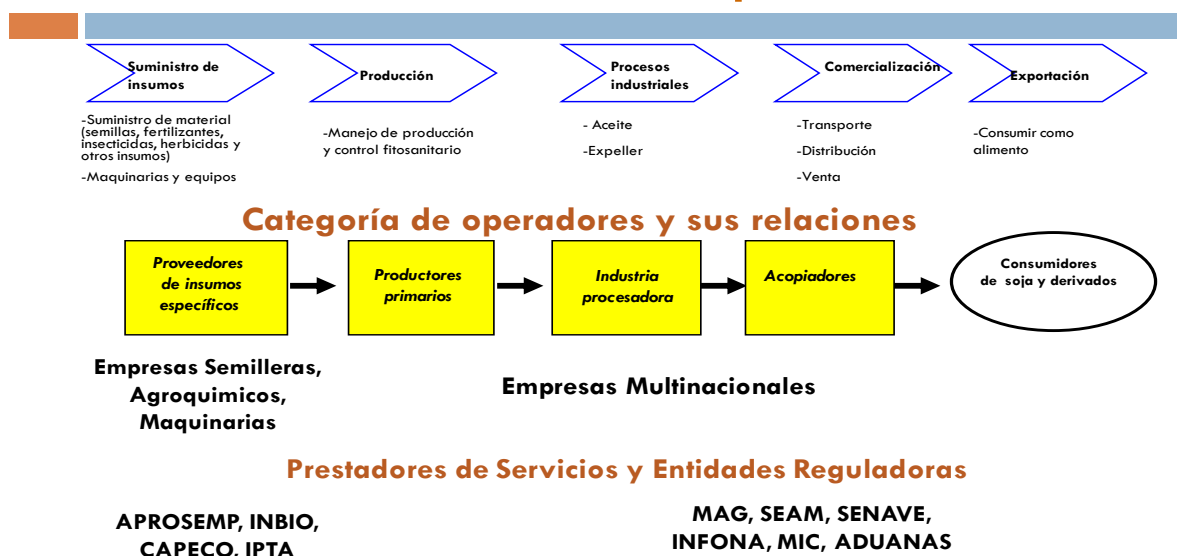 Suministro de
insumos
Producción
Procesos
industriales
Comercialización
Exportación
-Suministro de material
(semillas, fertilizantes,
insecticidas, herbicidas y
otros insumos)
-Maquinarias y equipos
-Manejo de producción
y control fitosanitario
- Aceite
-Expeller
-Transporte
-Distribución
-Venta
-Consumir como
alimento
Categoría de operadores y sus relaciones
Proveedores
de insumos
específicos
Productores
primarios
Industria
procesadora
Acopiadores
Consumidores
de soja y derivados
Empresas Semilleras,
Agroquimicos,
Maquinarias
Empresas Multinacionales
Prestadores de Servicios y Entidades Reguladoras
APROSEMP, INBIO,
CAPECO, IPTA
MAG, SEAM, SENAVE,
INFONA, MIC, ADUANAS